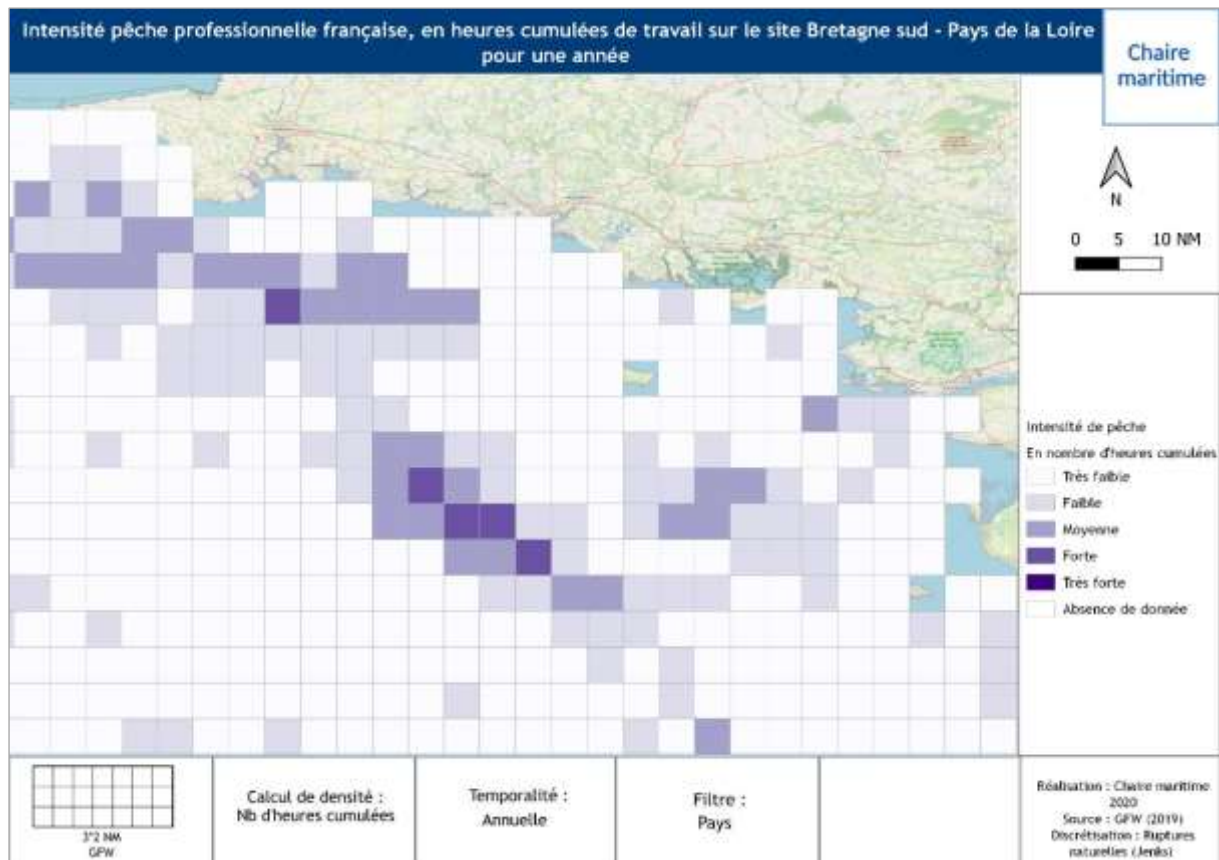 Intensité pêche professionnelle française, en heures cumulées de travail sur le site Bretagne sud - Pays de la Loire
pour une année
Chaire
maritime
N
0 5 10 NM
Intensité de pêche
En nombre d'heures cumulées
Très faible
Faible
Moyenne
Forte
Très forte
Absence de donnée
3*2 NM
GFW
Calcul de densité :
Nb d'heures cumulées
Temporalité :
Annuelle
Filtre :
Pays
Réalisation : Chaire maritime
2020
Source : GFW (2019)
Discrétisation : Ruptures
naturelles (Jenks)